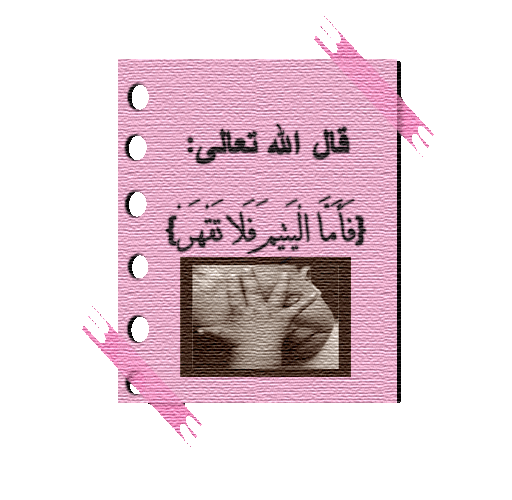 قال الله تعالى:
{فَأَمَّا الْيَتِيمَ فَلَا تَقْهَرْ}